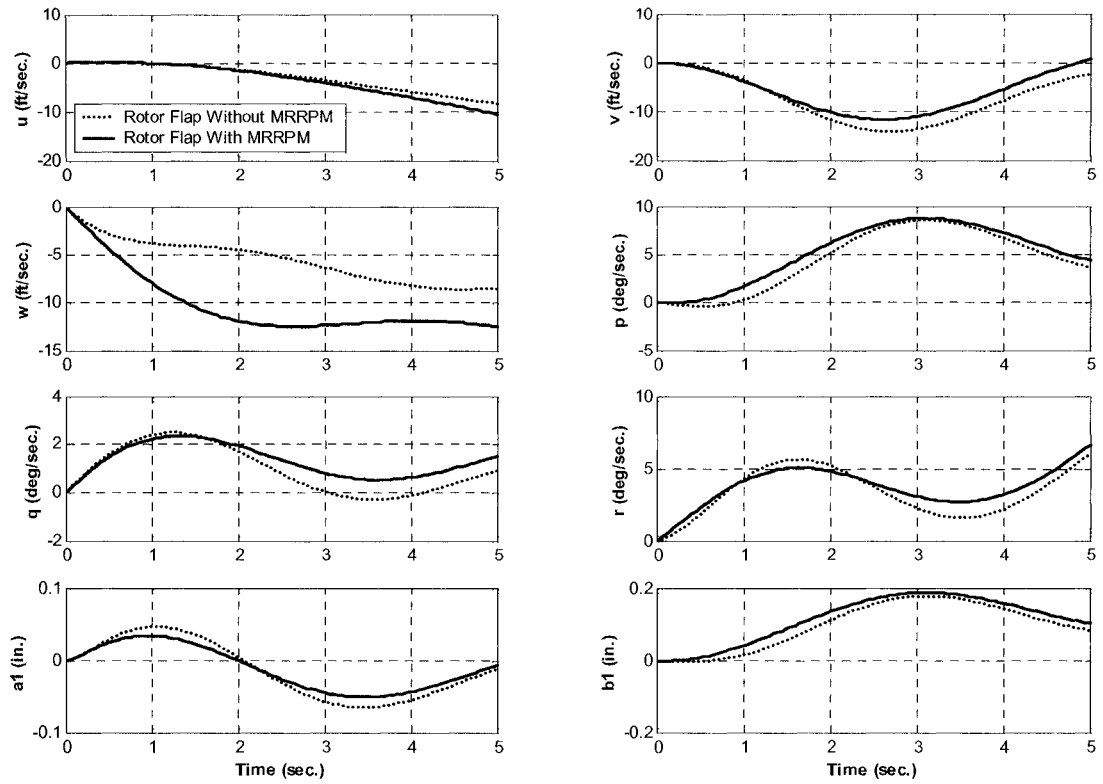 10
0
-10
-20
u (ft/sec.)
Rotor Flap Without MRRPM
Rotor Flap With MRRPM
0 1 2 3 4 5
10
0
-10
-20
v (ft/sec.)
0 1 2 3 4 5
0
-5
-10
-15
w (ft/sec.)
0 1 2 3 4 5
10
5
0
-5
p (deg/sec.)
0 1 2 3 4 5
4
2
0
-2
q (deg/sec.)
0 1 2 3 4 5
10
5
0
r (deg/sec.)
0 1 2 3 4 5
0.1
0
-0.1
a1 (in.)
0 1 2 3 4 5
Time (sec.)
0.2
0
0.2
b1 (in.)
0 1 2 3 4 5
Time (sec.)